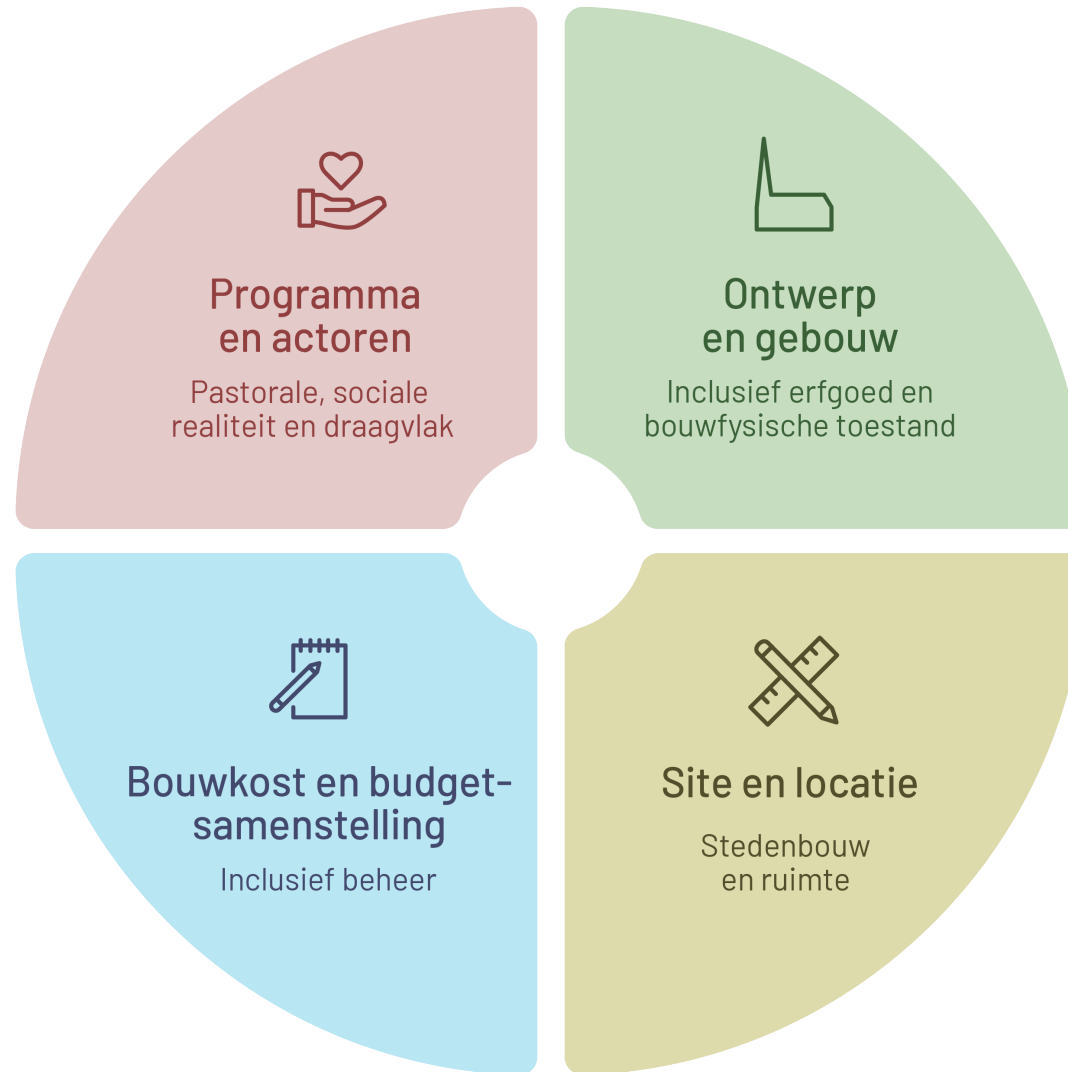 Programma
en actoren
Pastorale, sociale
realiteit en draagvlak
Ontwerp
en gebouw
Inclusief erfgoed en
bouwfysische toestand
Bouwkost en budget-
samenstelling
Inclusief beheer
Site en locatie
Stedenbouw
en ruimte